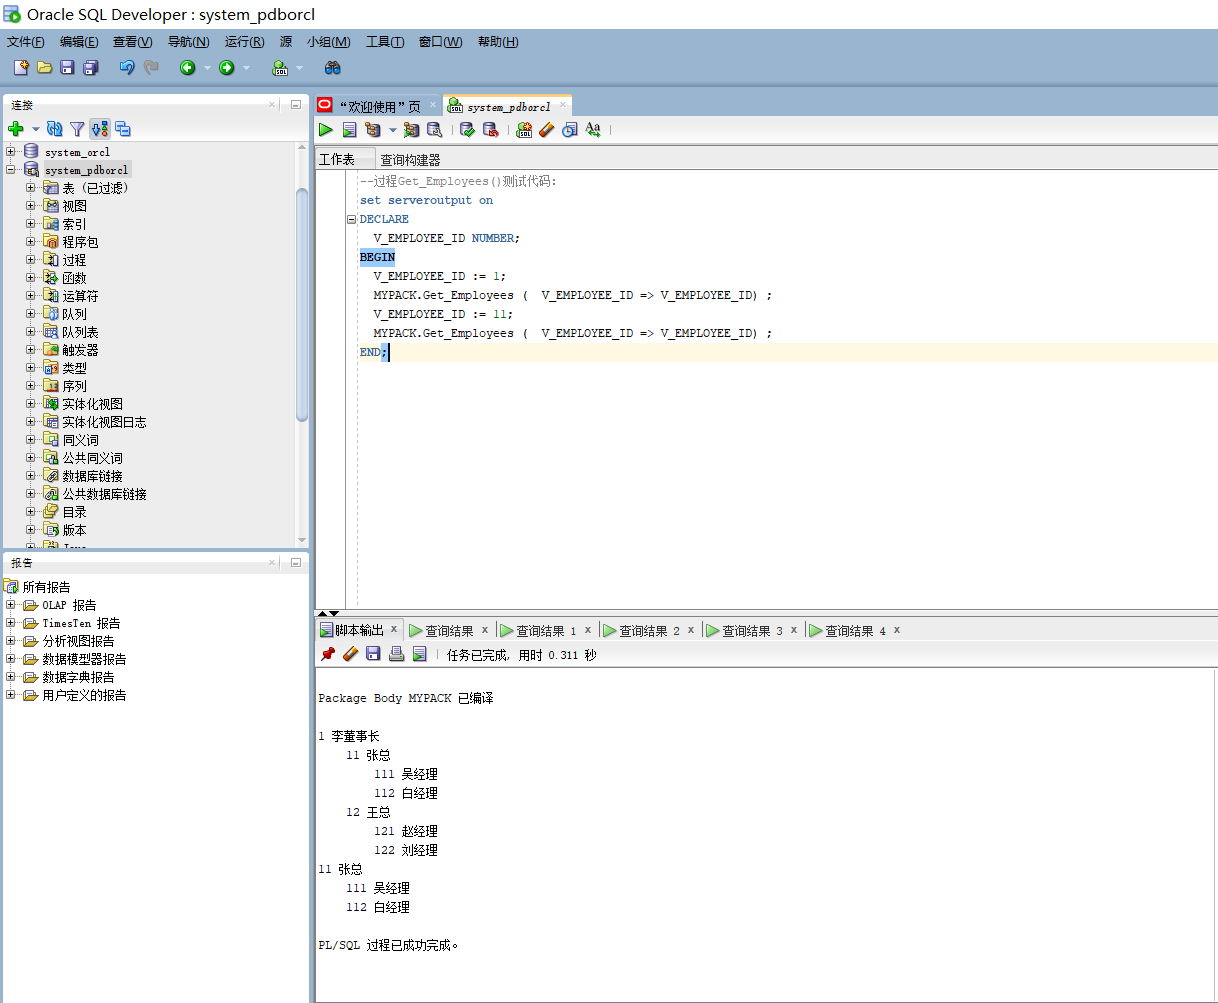 Oracle SQL Developer : system_pdborcl
文件(F) 编辑(E) 查看(V) 导航(N) 运行(R) 源 小组(M) 工具(T) 窗口(W) 帮助(H)
连接
system_orcl
system_pdborcl
表 (已过滤)
视图
索引
程序包
过程
函数
运算符
队列
队列表
触发器
类型
序列
实体化视图
实体化视图日志
同义词
公共同义词
数据库链接
公共数据库链接
目录
版本
报告
所有报告
OLAP 报告
TimesTen 报告
分析视图报告
数据模型器报告
数据字典报告
用户定义的报告
“欢迎使用”页 system_pdborcl
工作表 查询构建器
--过程Get_Employees()测试代码:
set serveroutput on
DECLARE
V_EMPLOYEE_ID NUMBER;
BEGIN
V_EMPLOYEE_ID := 1;
MYPACK.Get_Employees (  V_EMPLOYEE_ID => V_EMPLOYEE_ID) ;
V_EMPLOYEE_ID := 11;
MYPACK.Get_Employees (  V_EMPLOYEE_ID => V_EMPLOYEE_ID) ;
END;
脚本输出 x 查询结果 x 查询结果 1 x 查询结果 2 x 查询结果 3 x 查询结果 4 x
任务已完成, 用时 0.311 秒
Package Body MYPACK 已编译
1 李董事长
11 张总
111 吴经理
112 白经理
12 王总
121 赵经理
122 刘经理
11 张总
111 吴经理
112 白经理
PL/SQL 过程已成功完成。